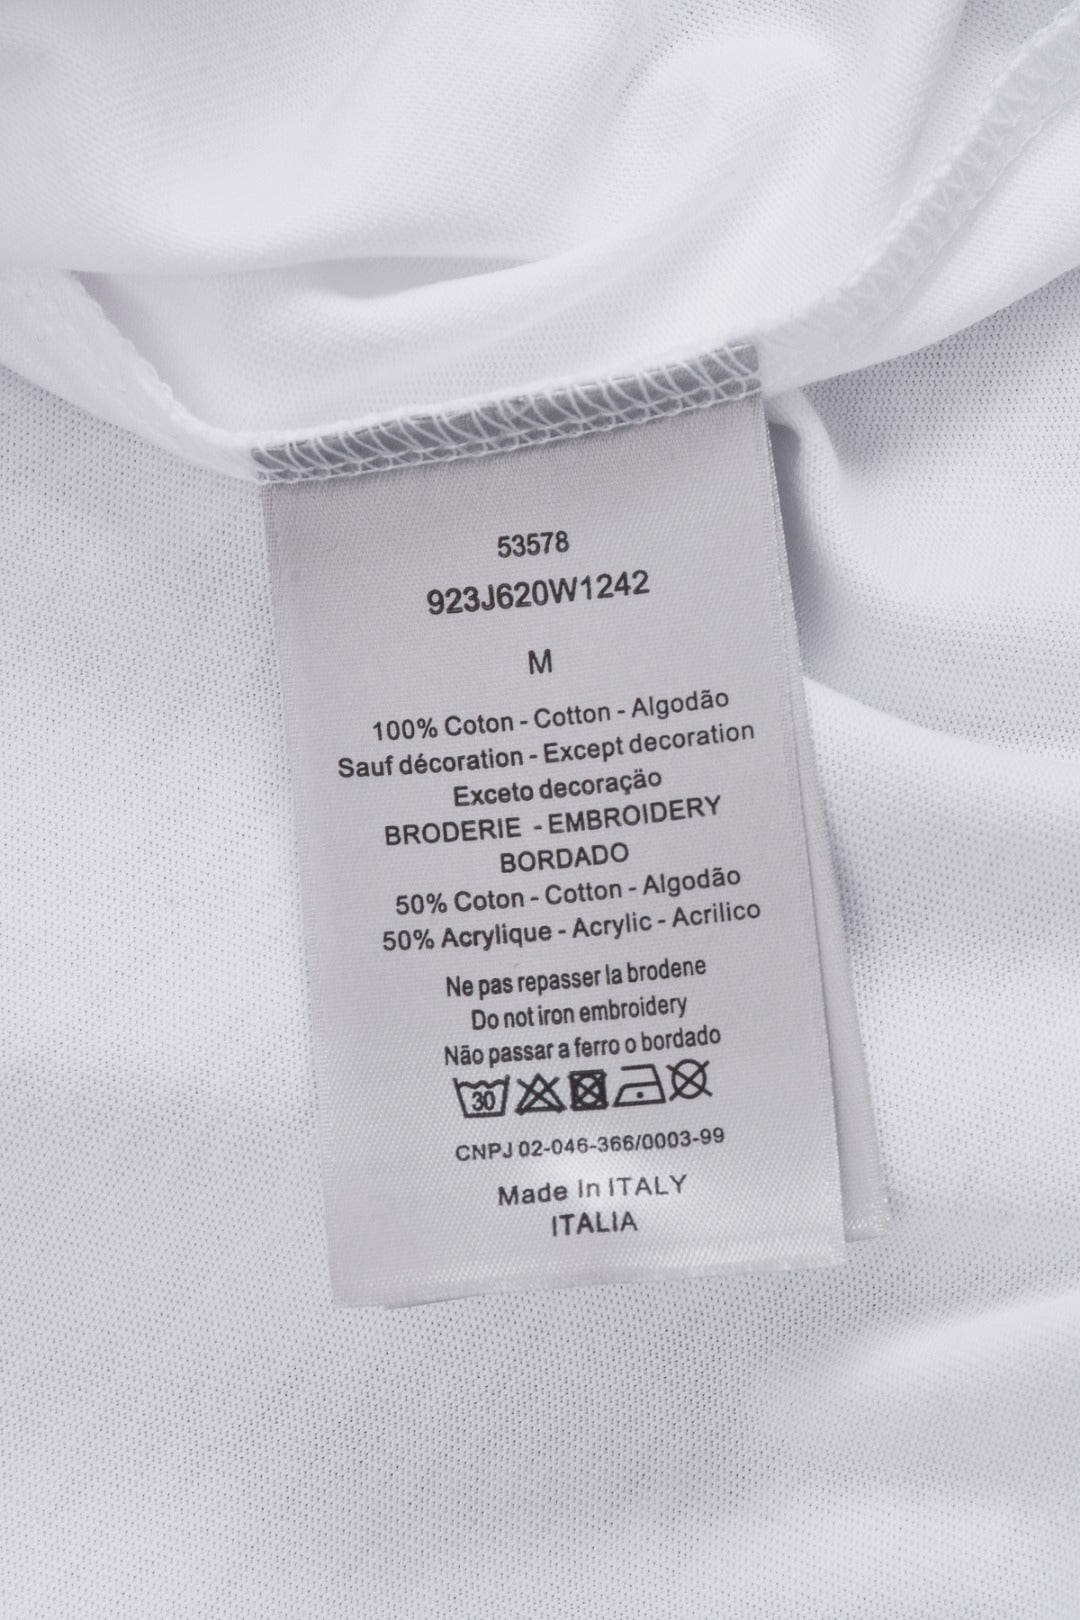 53578
923J620W1242
M
100% Coton - Cotton - Algodão
Sauf décoration - Except decoration
Exceto decoraçäo
BRODERIE - EMBROIDERY
BORDADO
50% Coton - Cotton - Algodão
50% Acrylique - Acrylic - Acrilico
Ne pas repasser la brodene
Do not iron embroidery
Não passar a ferro o bordado
30
CNPJ 02-046-366/0003-99
Made in ITALY
ITALIA